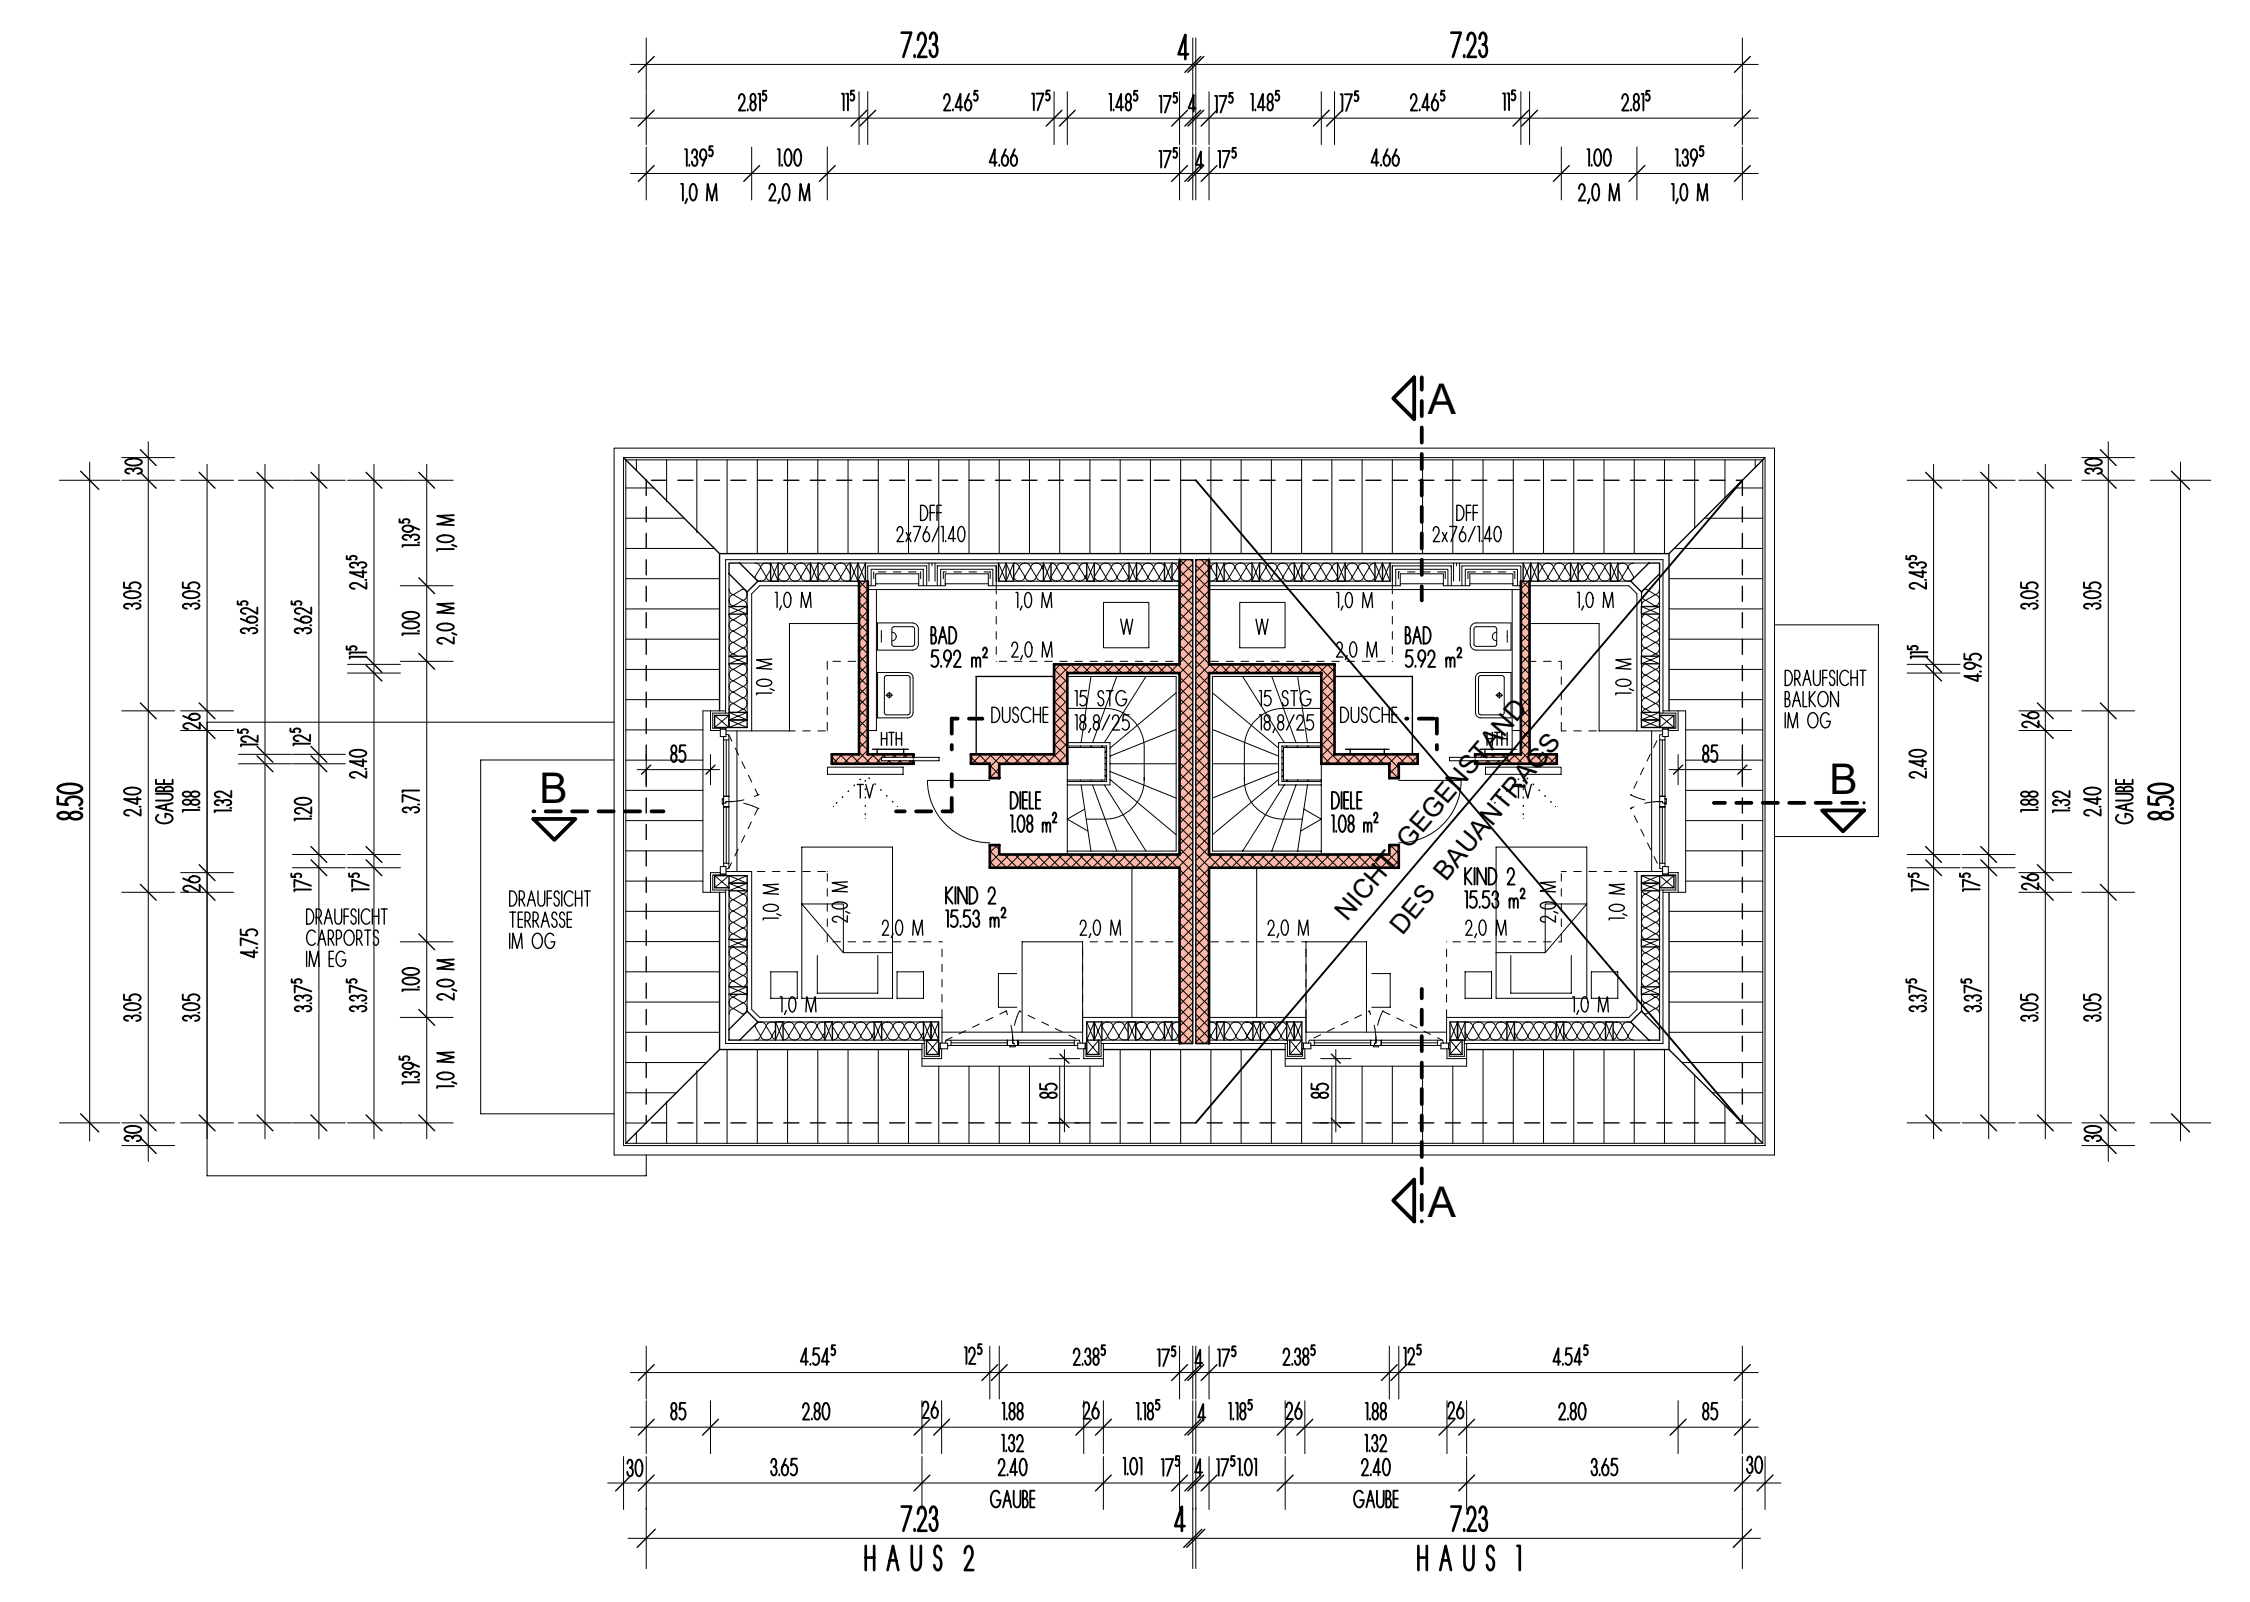 7.23 4 7.23
2.81⁵ 11⁵ 2.46⁵ 17⁵ 1.48⁵ 17⁵ 4 17⁵ 1.48⁵ 17⁵ 2.46⁵ 11⁵ 2.81⁵
1.39⁵ 1.00 4.66 17⁵ 4 17⁵ 4.66 1.00 1.39⁵
1,0 M 2,0 M 2,0 M 1,0 M
A
30
8.50
3.05
2.40
GAUBE
3.05
30
3.05
26
1.88
1.32
26
3.05
3.62⁵
12⁵
4.75
3.62⁵
12⁵
1.20
17⁵
3.37⁵
2.43⁵
11⁵
2.40
17⁵
3.37⁵
1.39⁵
1,0 M
1.00
2,0 M
3.71
1.00
2,0 M
1.39⁵
1,0 M
DRAUFSICHT
CARPORTS
IM EG
DRAUFSICHT
TERRASSE
IM OG
B
85
DFF
2x76/1.40
DFF
2x76/1.40
1,0 M 1,0 M 1,0 M 1,0 M
W W
BAD
5.92 m²
2,0 M
2,0 M
BAD
5.92 m²
1,0 M
1,0 M
15 STG
18,8/25
15 STG
18,8/25
DUSCHE DUSCHE
HTH HTH
TV TV
DIELE
1.08 m²
DIELE
1.08 m²
NICHT GEGENSTAND
DES BAUANTRAGS
KIND 2
15.53 m²
KIND 2
15.53 m²
1,0 M
2,0 M
2,0 M
1,0 M
2,0 M 2,0 M 2,0 M 2,0 M
1,0 M 1,0 M
85 85
85
B
DRAUFSICHT
BALKON
IM OG
2.43⁵
11⁵
2.40
17⁵
3.37⁵
4.95
17⁵
3.37⁵
3.05
26
1.88
1.32
26
3.05
30
3.05
2.40
GAUBE
3.05
30
8.50
A
4.54⁵ 12⁵ 2.38⁵ 17⁵ 4 17⁵ 2.38⁵ 12⁵ 4.54⁵
85 2.80 26 1.88 26 1.18⁵ 4 1.18⁵ 26 1.88 26 2.80 85
1.32 1.32
30 3.65 2.40 1.01 17⁵ 4 17⁵ 1.01 2.40 3.65 30
GAUBE GAUBE
7.23 4 7.23
HAUS 2 HAUS 1